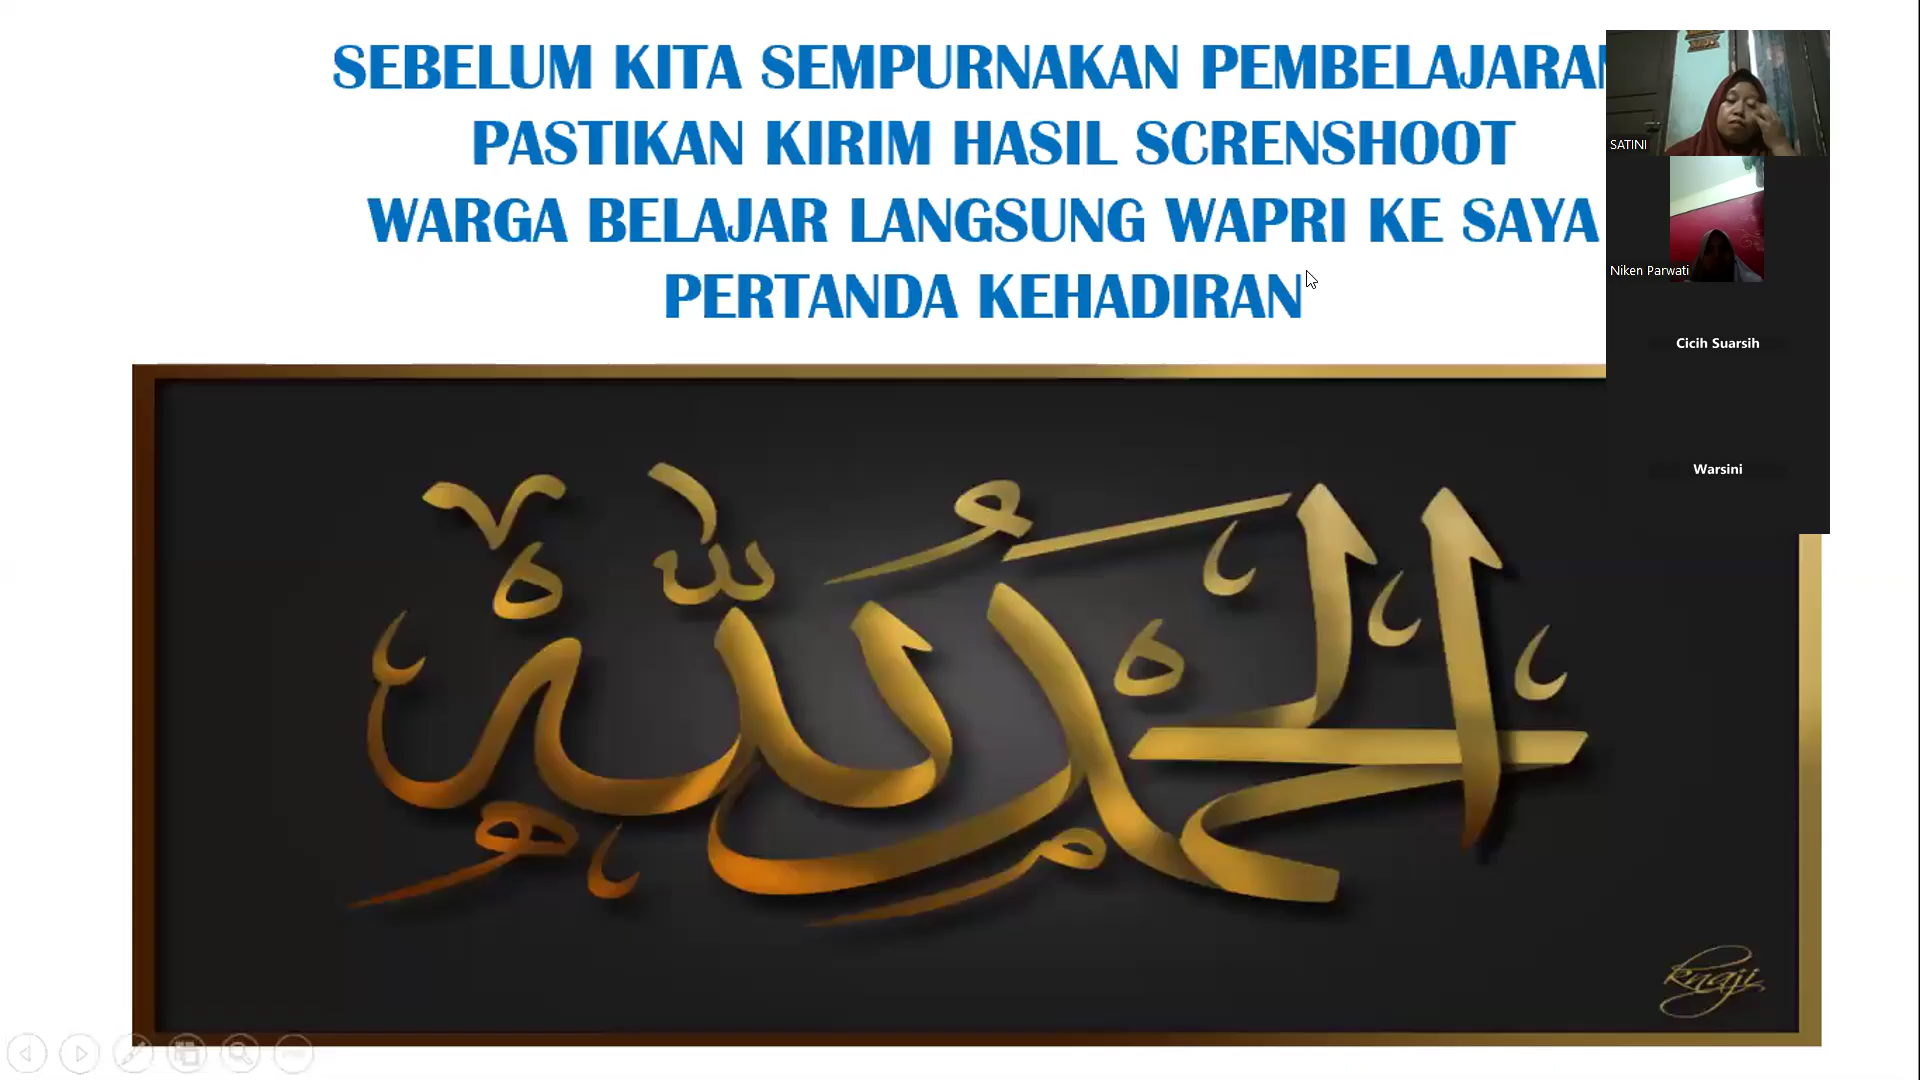 SEBELUM KITA SEMPURNAKAN PEMBELAJARAN
PASTIKAN KIRIM HASIL SCRENSHOOT
WARGA BELAJAR LANGSUNG WAPRI KE SAYA
PERTANDA KEHADIRAN
SATINI
Niken Parwati
Cicih Suarsih
Warsini
الحمد لله
knaji